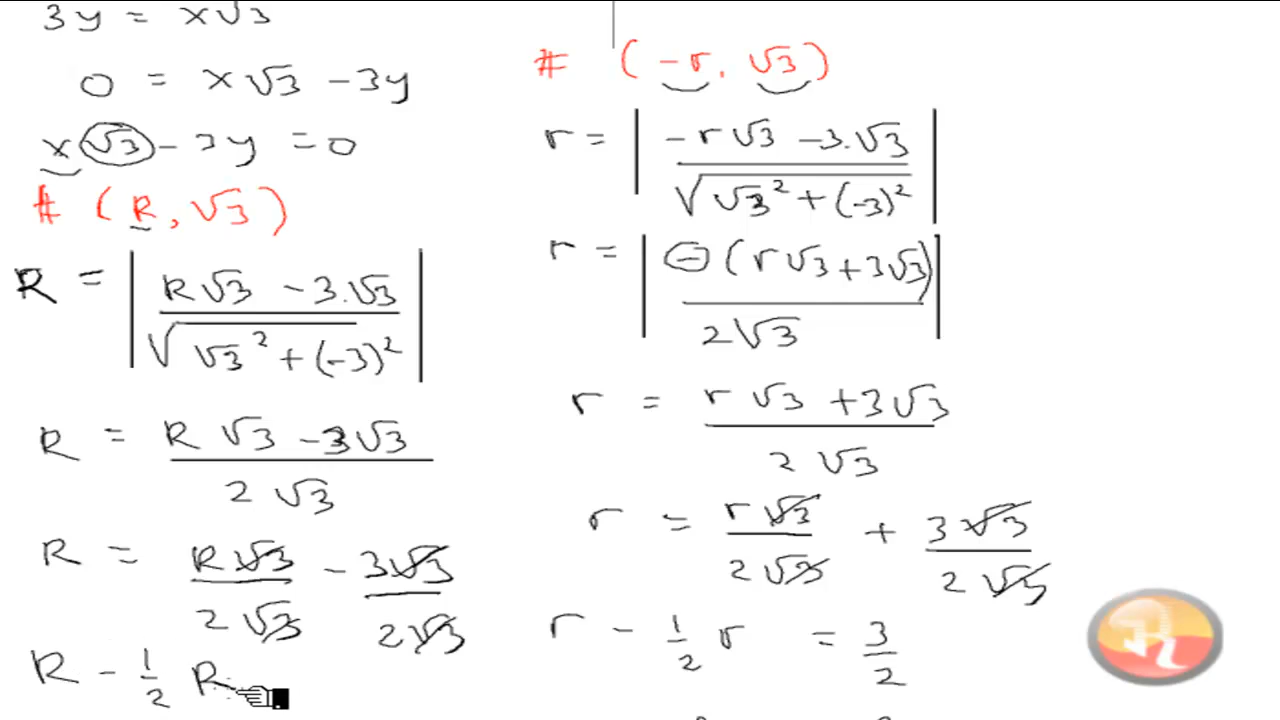 3y = x√3
0 = x√3 - 3y
x√3 - 3y = 0
# (R, √3)
R = | R√3 - 3.√3 / √(√3² + (-3)²) |
R = R√3 - 3√3 / 2√3
R = R√3 / 2√3 - 3√3 / 2√3
R - 1/2 R
# (-r, √3)
r = | -r√3 - 3.√3 / √(√3² + (-3)²) |
r = | - (r√3 + 3√3) / 2√3 |
r = r√3 + 3√3 / 2√3
r = r√3 / 2√3 + 3√3 / 2√3
r - 1/2 r = 3/2